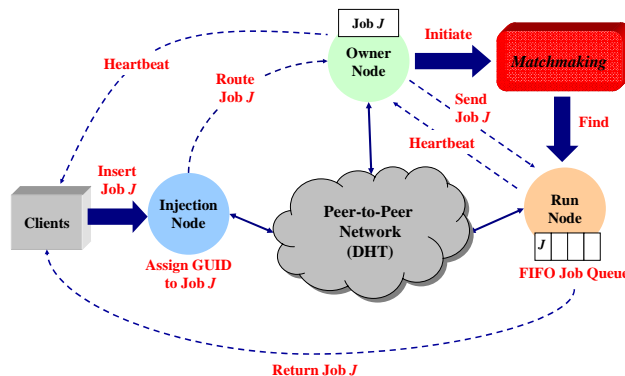 Job J
Owner
Node
Initiate
Matchmaking
Heartbeat
Route
Job J
Send
Job J
Find
Heartbeat
Insert
Job J
Clients
Injection
Node
Peer-to-Peer
Network
(DHT)
Run
Node
J
Assign GUID
to Job J
FIFO Job Queue
Return Job J